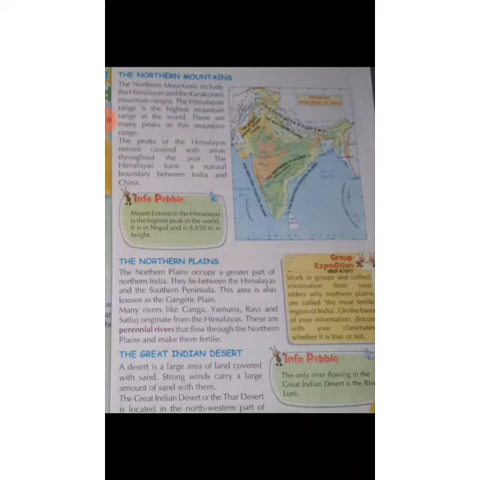 THE NORTHERN MOUNTAINS
The Northern Mountains include
the Himalayan and the Karakoram
mountain ranges. The Himalayan
range is the highest mountain
range in the world. There are
many peaks in this mountain
range.
The peaks of the Himalayas
remain covered with snow
throughout the year. The
Himalayas form a natural
boundary between India and
China.
Info Pebble
Mount Everest in the Himalayas
is the highest peak in the world.
It is in Nepal and is 8,850 m in
height.
THE NORTHERN PLAINS
The Northern Plains occupy a greater part of
northern India. They lie between the Himalayas
and the Southern Peninsula. This area is also
known as the Gangetic Plain.
Many rivers like Ganga, Yamuna, Ravi and
Satluj originate from the Himalayas. These are
perennial rivers that flow through the Northern
Plains and make them fertile.
Group
Expedition
Work in groups and collect
information from your
elders why northern plains
are called 'the most fertile
region of India'. On the basis
of your information, discuss
with your classmates
whether it is true or not.
THE GREAT INDIAN DESERT
A desert is a large area of land covered
with sand. Strong winds carry a large
amount of sand with them.
The Great Indian Desert or the Thar Desert
is located in the north-western part of
Info Pebble
The only river flowing in the
Great Indian Desert is the River
Luni.